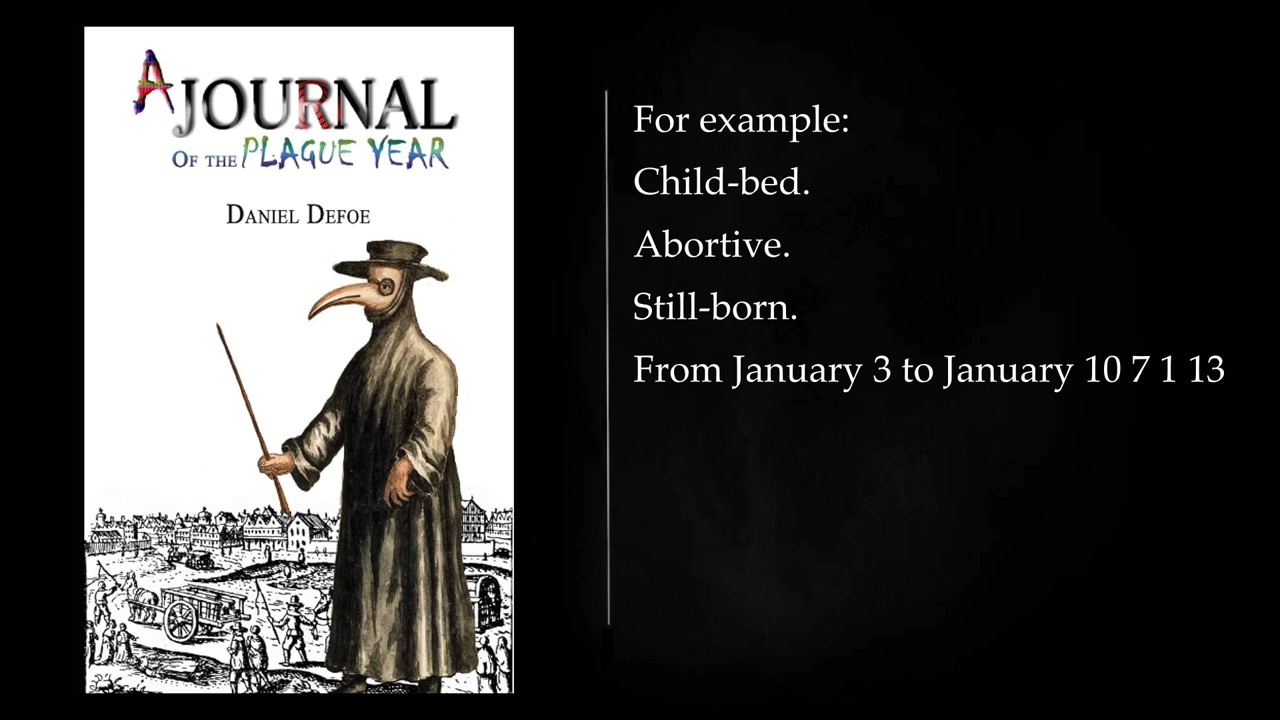 A JOURNAL
OF THE PLAGUE YEAR
DANIEL DEFOE
For example:
Child-bed.
Abortive.
Still-born.
From January 3 to January 10 7 1 13